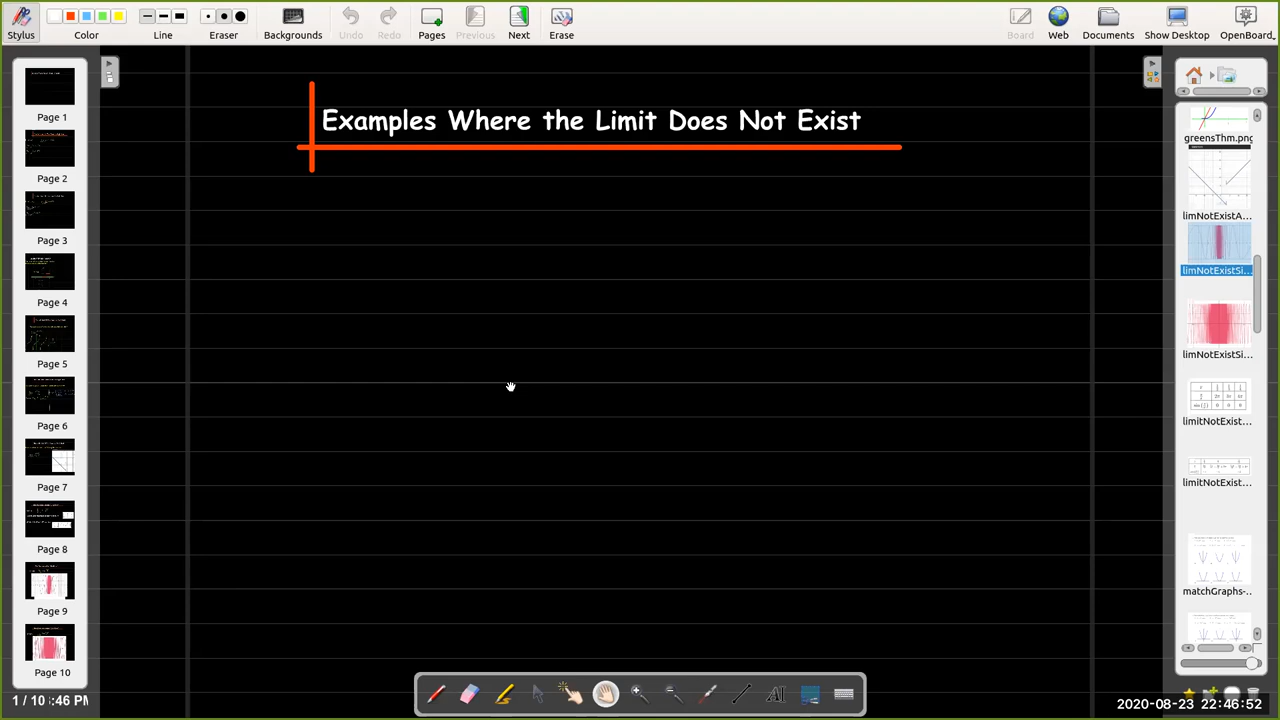 Stylus
Color
Line
Eraser
Backgrounds
Undo
Redo
Pages
Previous
Next
Erase
Board
Web
Documents
Show Desktop
OpenBoard
Examples Where the Limit Does Not Exist
Page 1
Page 2
Page 3
Page 4
Page 5
Page 6
Page 7
Page 8
Page 9
Page 10
greensThm.png
limNotExistA...
limNotExistSi...
limNotExistSi...
limitNotExist...
limitNotExist...
matchGraphs-..
1 / 10 :46 PM
2020-08-23 22:46:52